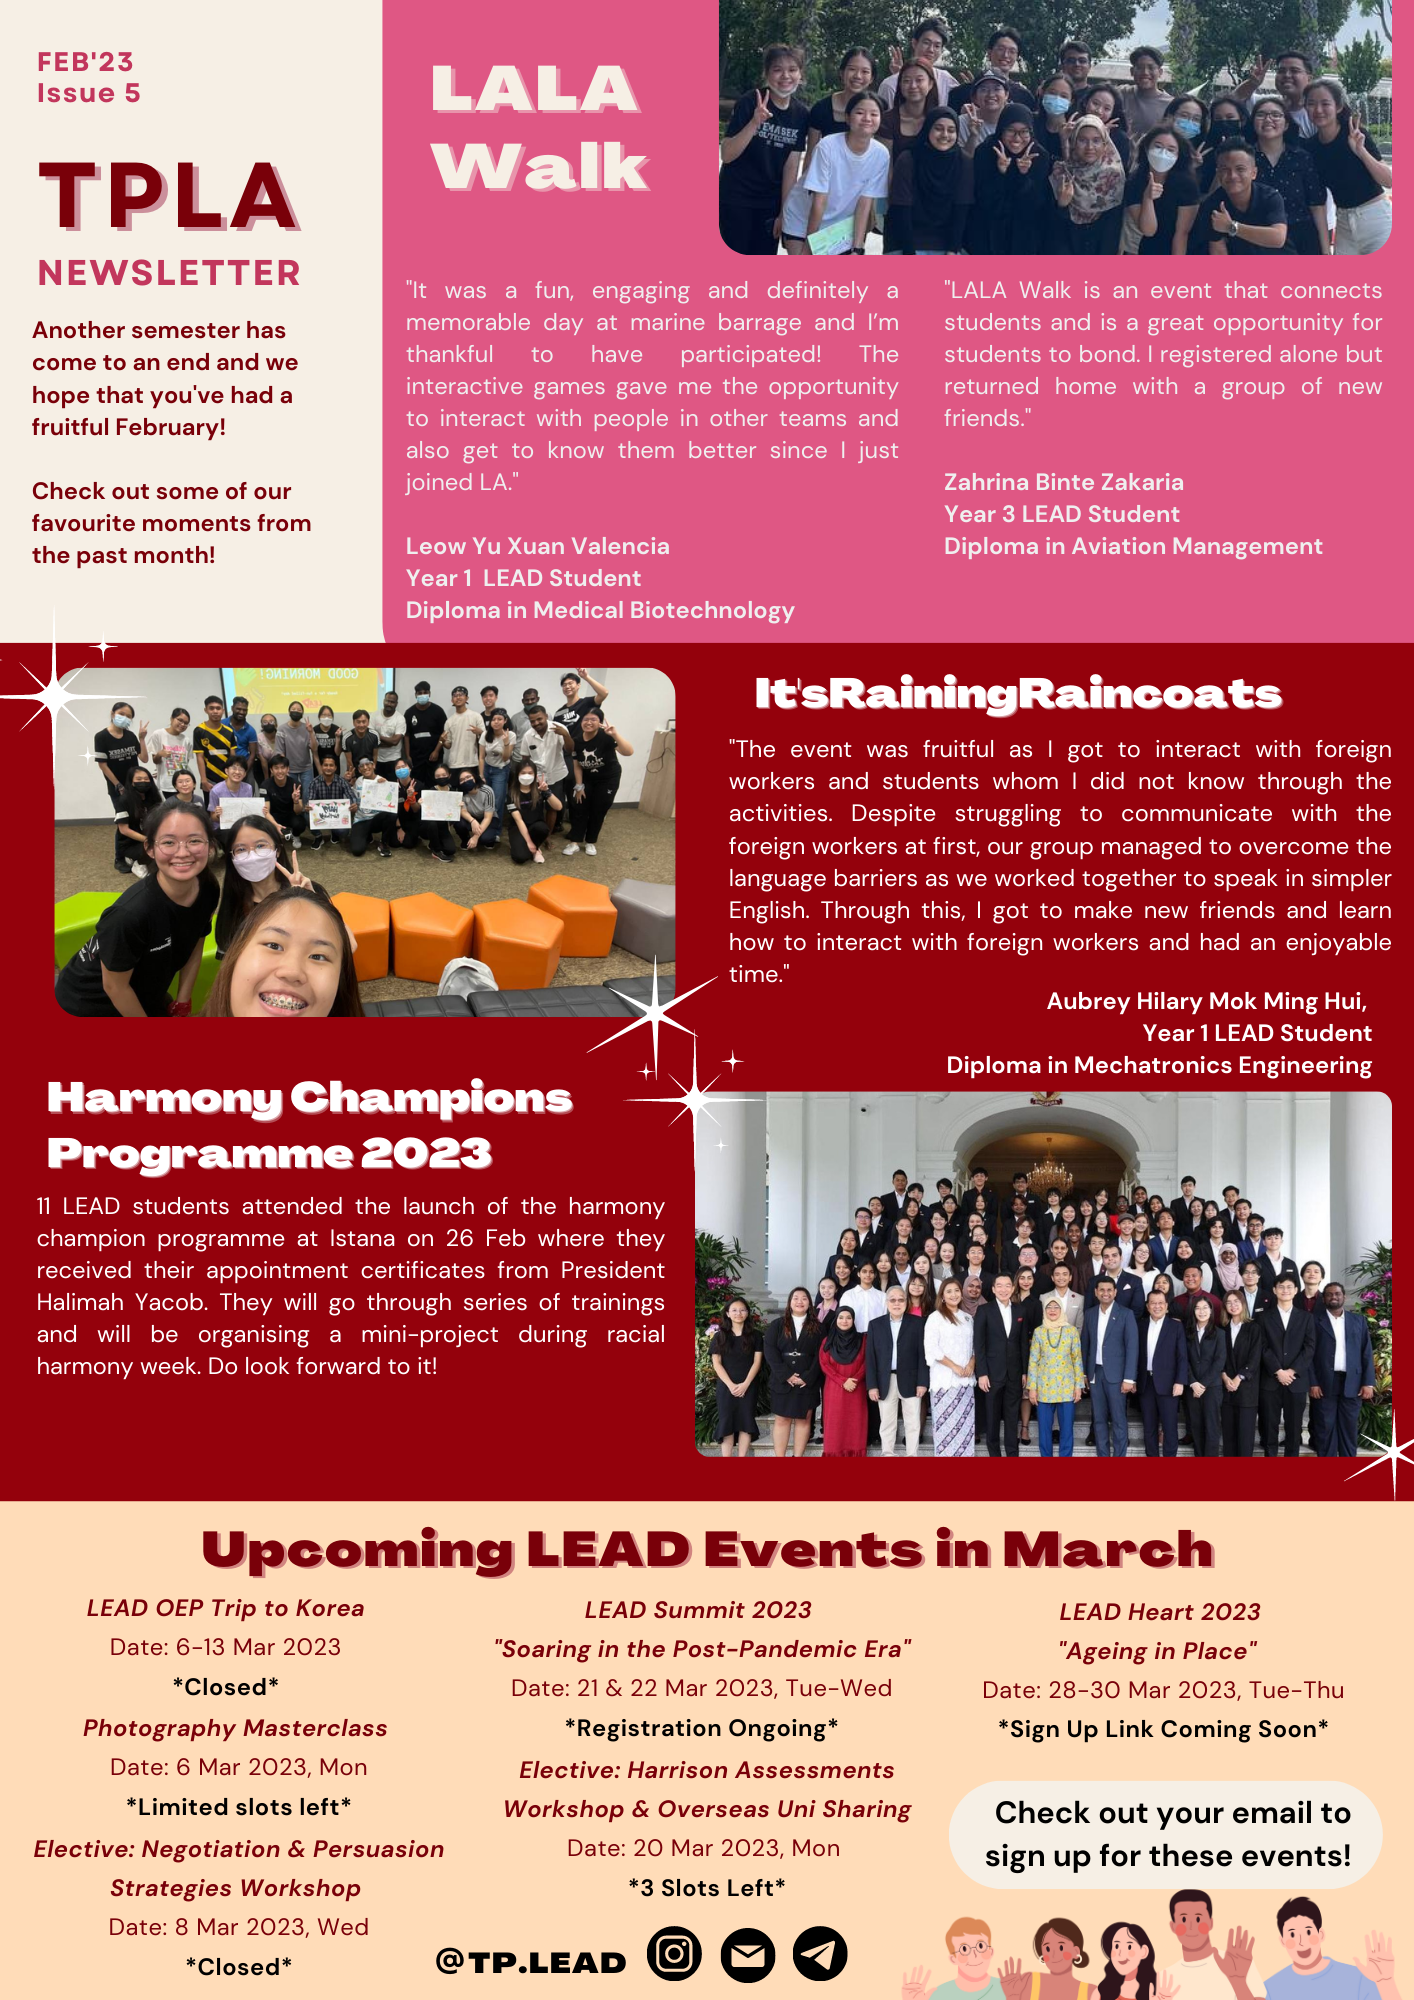 FEB'23
Issue 5
TPLA
NEWSLETTER
Another semester has
come to an end and we
hope that you've had a
fruitful February!
Check out some of our
favourite moments from
the past month!
LALA
Walk
"It was a fun, engaging and definitely a
memorable day at marine barrage and I'm
thankful to have participated! The
interactive games gave me the opportunity
to interact with people in other teams and
also get to know them better since I just
joined LA."
Leow Yu Xuan Valencia
Year 1 LEAD Student
Diploma in Medical Biotechnology
"LALA Walk is an event that connects
students and is a great opportunity for
students to bond. I registered alone but
returned home with a group of new
friends."
Zahrina Binte Zakaria
Year 3 LEAD Student
Diploma in Aviation Management
It'sRainingRaincoats
"The event was fruitful as I got to interact with foreign
workers and students whom I did not know through the
activities. Despite struggling to communicate with the
foreign workers at first, our group managed to overcome the
language barriers as we worked together to speak in simpler
English. Through this, I got to make new friends and learn
how to interact with foreign workers and had an enjoyable
time."
Aubrey Hilary Mok Ming Hui,
Year 1 LEAD Student
Diploma in Mechatronics Engineering
Harmony Champions
Programme 2023
11 LEAD students attended the launch of the harmony
champion programme at Istana on 26 Feb where they
received their appointment certificates from President
Halimah Yacob. They will go through series of trainings
and will be organising a mini-project during racial
harmony week. Do look forward to it!
Upcoming LEAD Events in March
LEAD OEP Trip to Korea
Date: 6-13 Mar 2023
*Closed*
Photography Masterclass
Date: 6 Mar 2023, Mon
*Limited slots left*
Elective: Negotiation & Persuasion
Strategies Workshop
Date: 8 Mar 2023, Wed
*Closed*
LEAD Summit 2023
"Soaring in the Post-Pandemic Era"
Date: 21 & 22 Mar 2023, Tue-Wed
*Registration Ongoing*
Elective: Harrison Assessments
Workshop & Overseas Uni Sharing
Date: 20 Mar 2023, Mon
*3 Slots Left*
LEAD Heart 2023
"Ageing in Place"
Date: 28-30 Mar 2023, Tue-Thu
*Sign Up Link Coming Soon*
Check out your email to
sign up for these events!
@TP.LEAD
TEMASEK
POLYTECHNIC
GOOD MORNING!